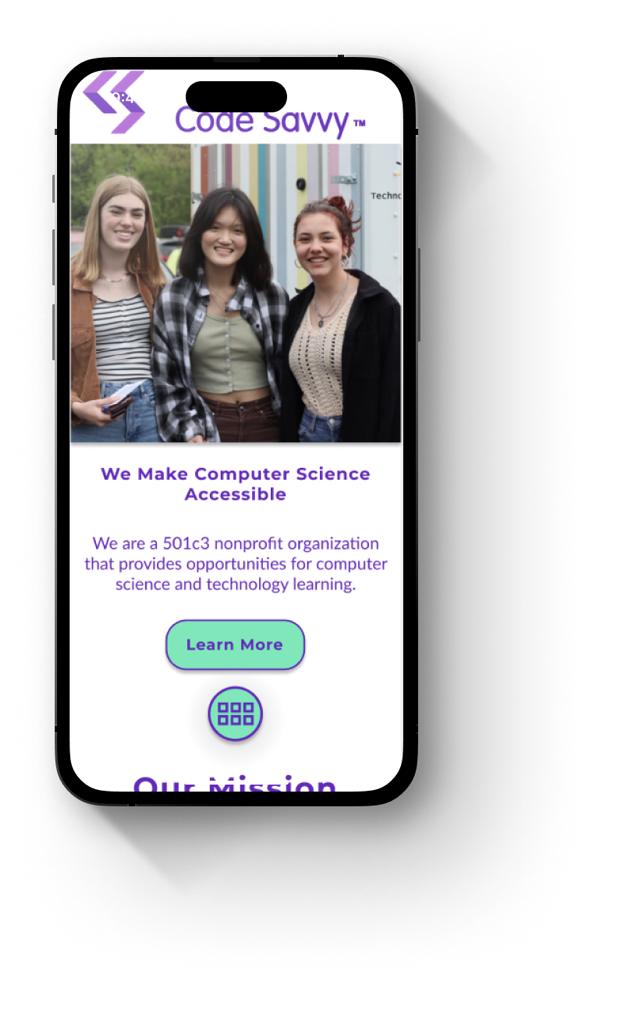 Code Savvy™
Techno
We Make Computer Science
Accessible
We are a 501c3 nonprofit organization
that provides opportunities for computer
science and technology learning.
Learn More
Our Mission